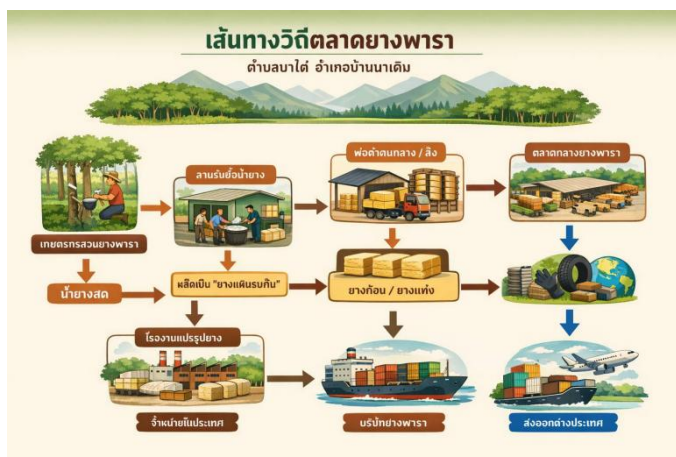 เส้นทางวิถีตลาดยางพารา
ตำบลนาใต้ อำเภอบ้านนาเดิม
พ่อค้าคนกลาง / ลิง
ตลาดกลางยางพารา
ลานรับซื้อน้ำยาง
เกษตรกรสวนยางพารา
น้ำยางสด
ผลิตเป็น "ยางแผ่นรมกิ้น"
ยางก้อน / ยางแท่ง
โรงงานแปรรูปยาง
จำหน่ายในประเทศ
บริษัทยางพารา
ส่งออกต่างประเทศ